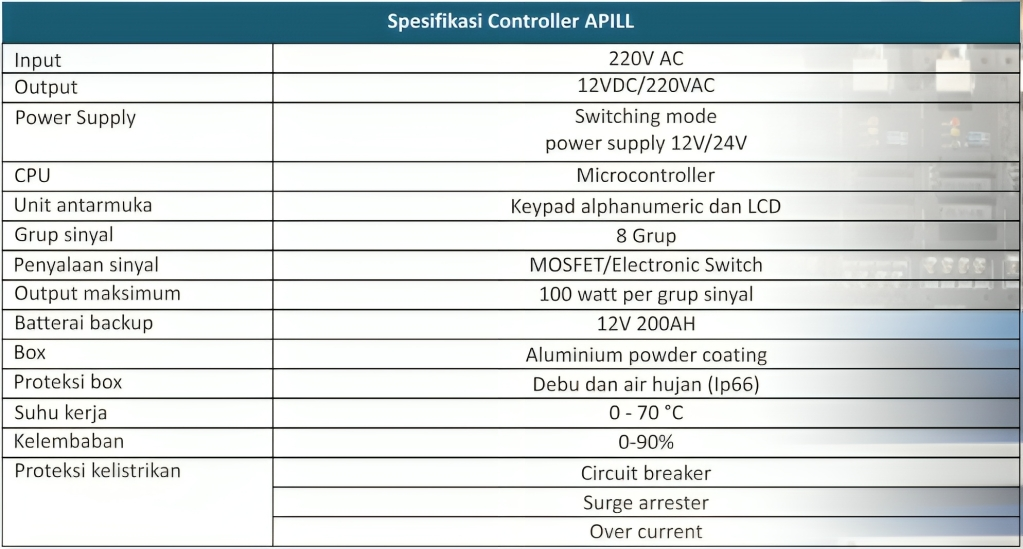 Spesifikasi Controller APILL
Input 220V AC
Output 12VDC/220VAC
Power Supply Switching mode
power supply 12V/24V
CPU Microcontroller
Unit antarmuka Keypad alphanumeric dan LCD
Grup sinyal 8 Grup
Penyalaan sinyal MOSFET/Electronic Switch
Output maksimum 100 watt per grup sinyal
Batterai backup 12V 200AH
Box Aluminium powder coating
Proteksi box Debu dan air hujan (Ip66)
Suhu kerja 0 - 70 °C
Kelembaban 0-90%
Proteksi kelistrikan Circuit breaker
Surge arrester
Over current